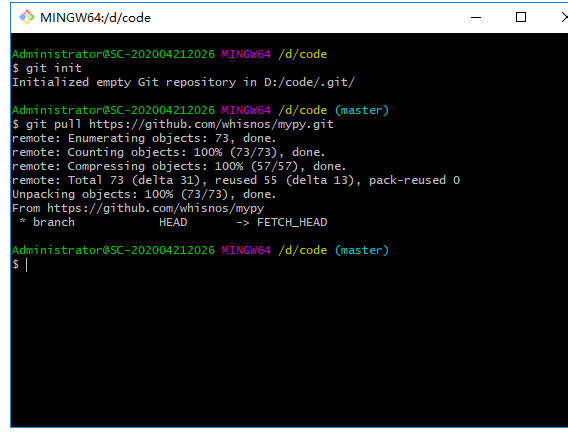 MINGW64:/d/code
Administrator@SC-202004212026 MINGW64 /d/code
$ git init
Initialized empty Git repository in D:/code/.git/
Administrator@SC-202004212026 MINGW64 /d/code (master)
$ git pull https://github.com/whisnos/mypy.git
remote: Enumerating objects: 73, done.
remote: Counting objects: 100% (73/73), done.
remote: Compressing objects: 100% (57/57), done.
remote: Total 73 (delta 31), reused 55 (delta 13), pack-reused 0
Unpacking objects: 100% (73/73), done.
From https://github.com/whisnos/mypy
 * branch            HEAD       -> FETCH_HEAD
Administrator@SC-202004212026 MINGW64 /d/code (master)
$